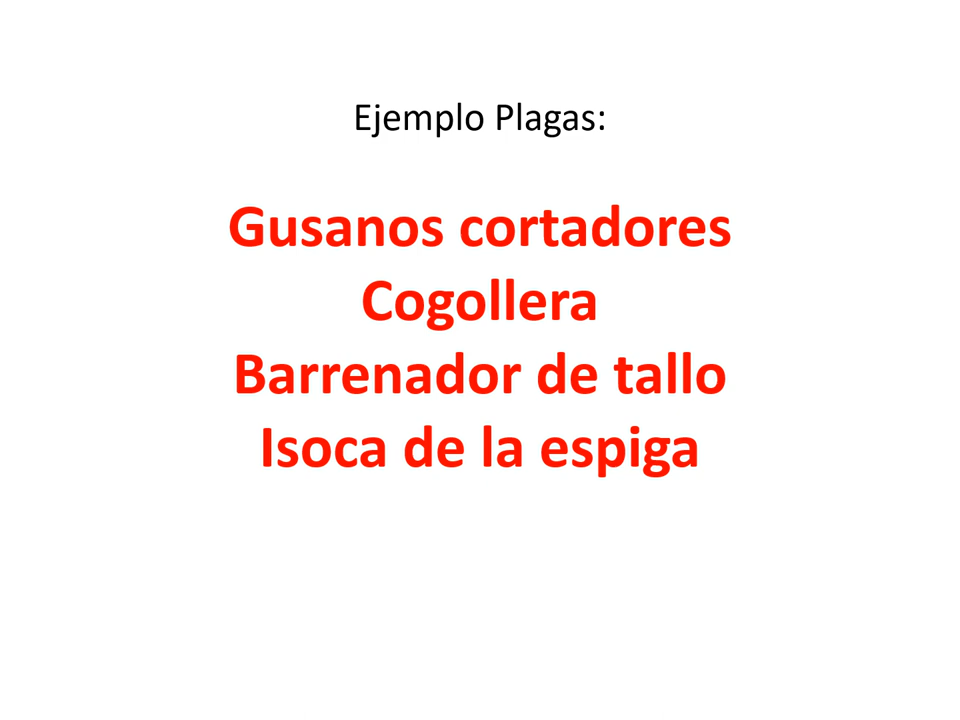 Ejemplo Plagas:
Gusanos cortadores
Cogollera
Barrenador de tallo
Isoca de la espiga